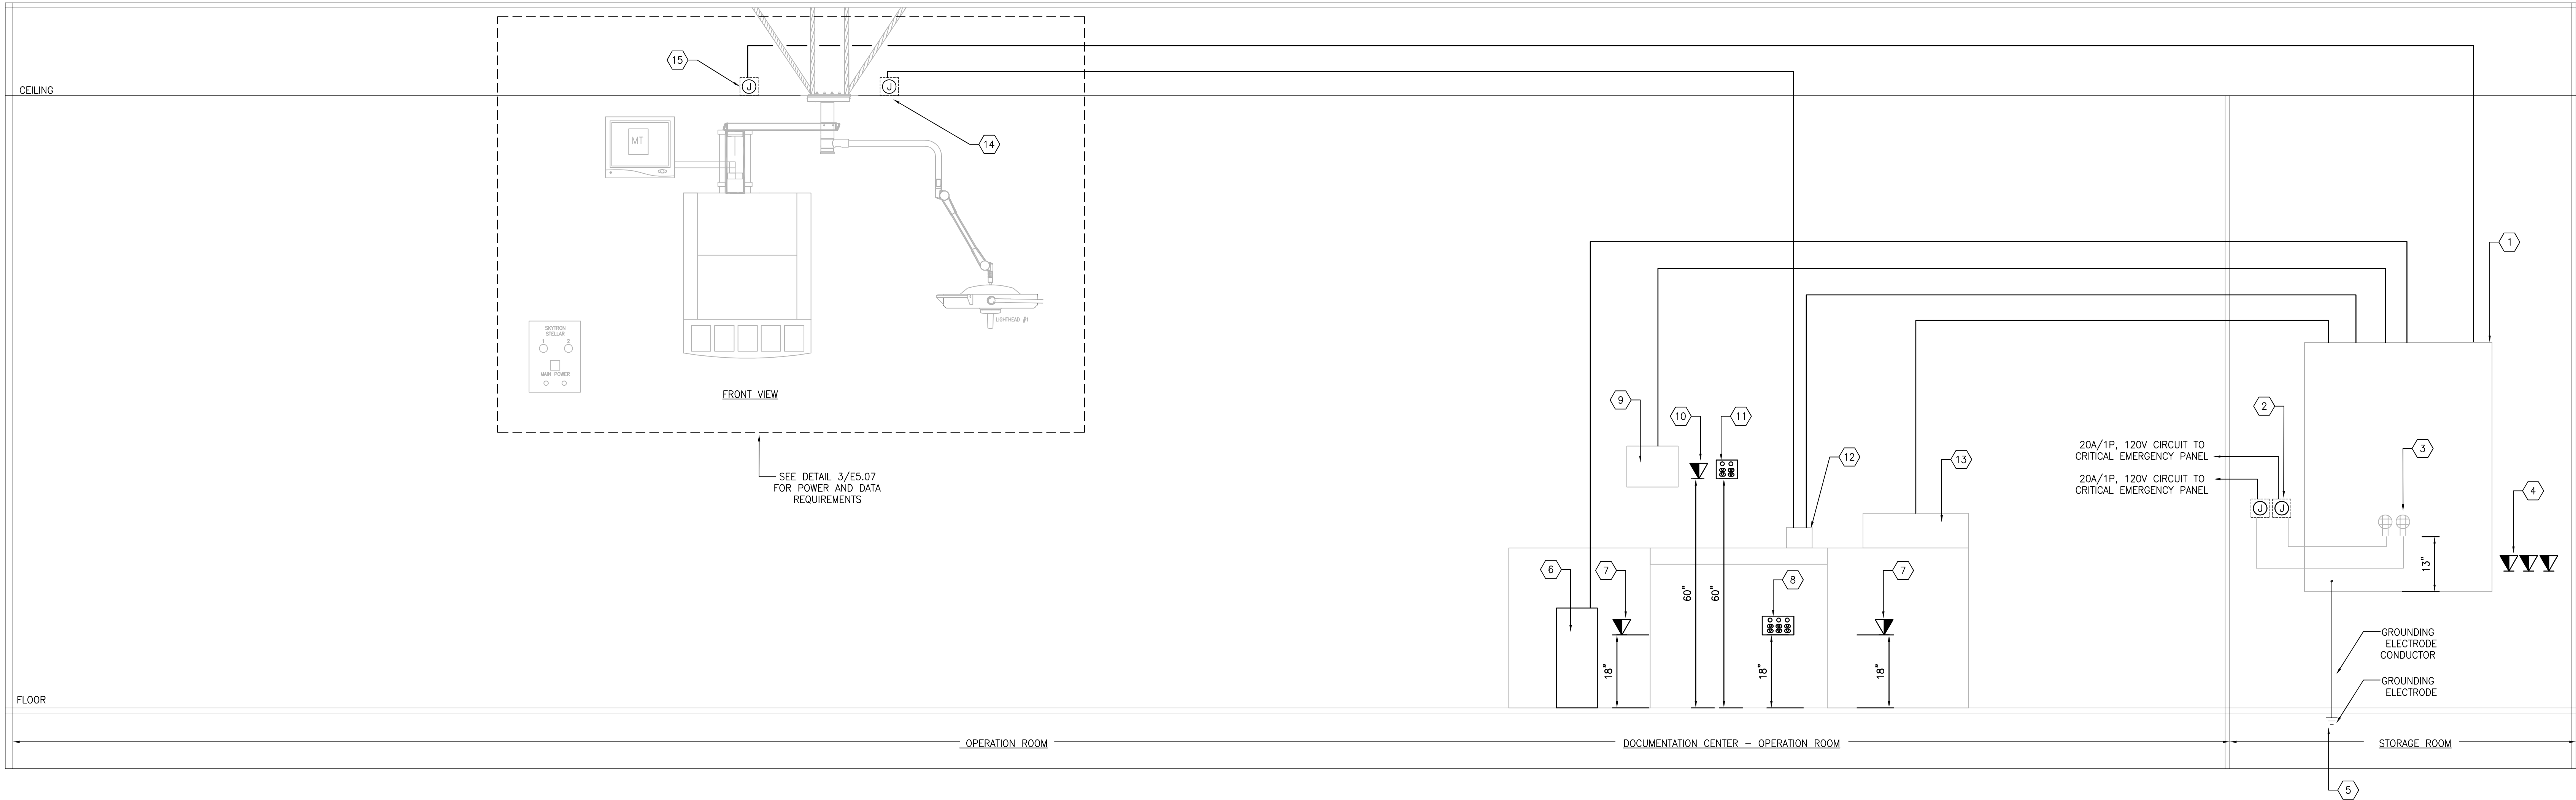 15
J
J
CEILING
14
MT
1
SKYTRON
STELLAR
1 2
MAIN POWER
LIGHTHEAD #1
FRONT VIEW
9
10
11
2
3
12
13
20A/1P, 120V CIRCUIT TO
CRITICAL EMERGENCY PANEL
20A/1P, 120V CIRCUIT TO
CRITICAL EMERGENCY PANEL
SEE DETAIL 3/E5.07
FOR POWER AND DATA
REQUIREMENTS
4
J
J
13"
6
7
8
7
60"
60"
18"
18"
18"
GROUNDING
ELECTRODE
CONDUCTOR
GROUNDING
ELECTRODE
FLOOR
OPERATION ROOM
DOCUMENTATION CENTER - OPERATION ROOM
STORAGE ROOM
5